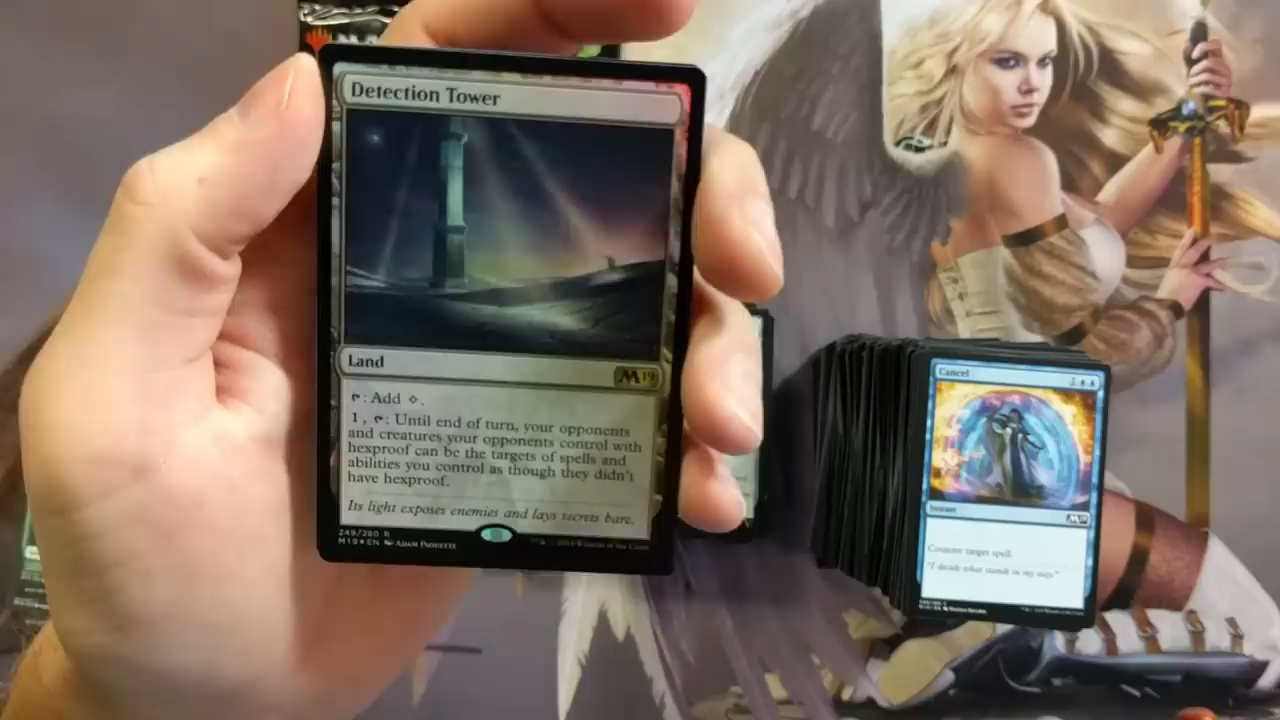 Detection Tower
Land
M19
T: Add ◇.
1, T: Until end of turn, your opponents
and creatures your opponents control with
hexproof can be the targets of spells and
abilities you control as though they didn't
have hexproof.
Its light exposes enemies and lays secrets bare.
249/280 R
M19★EN ADAM PAQUETTE
Cancel
1
Instant
M19
Counter target spell.
"I decide what stands in my way."